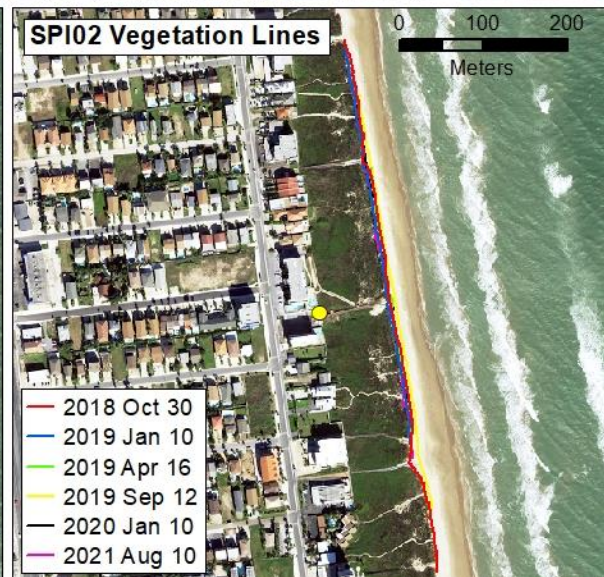 SPI02 Vegetation Lines
0 100 200
Meters
2018 Oct 30
2019 Jan 10
2019 Apr 16
2019 Sep 12
2020 Jan 10
2021 Aug 10